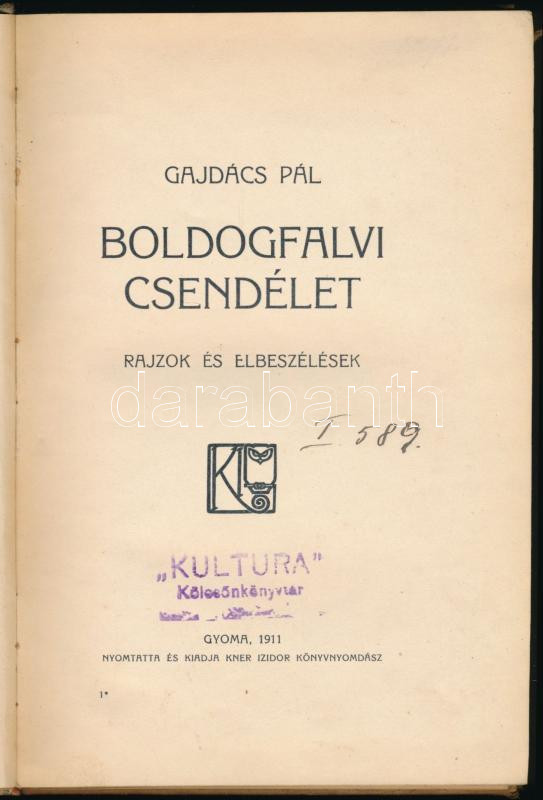 GAJDÁCS PÁL
BOLDOGFALVI
CSENDÉLET
RAJZOK ÉS ELBESZÉLÉSEK
darabanth
I 589.
KI
„KULTURA”
Kölcsönkönyvtár
GYOMA, 1911
NYOMTATTA ÉS KIADJA KNER IZIDOR KÖNYVNYOMDÁSZ
1*